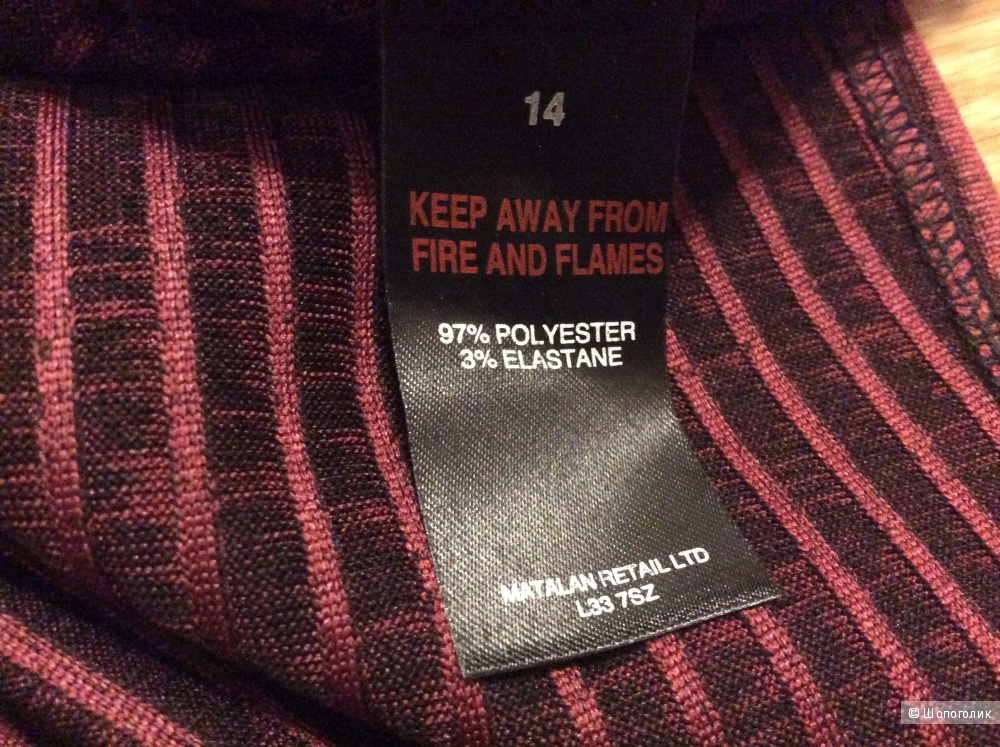 14
KEEP AWAY FROM
FIRE AND FLAMES
97% POLYESTER
3% ELASTANE
MATALAN RETAIL LTD
L33 7SZ
© Шопоголик